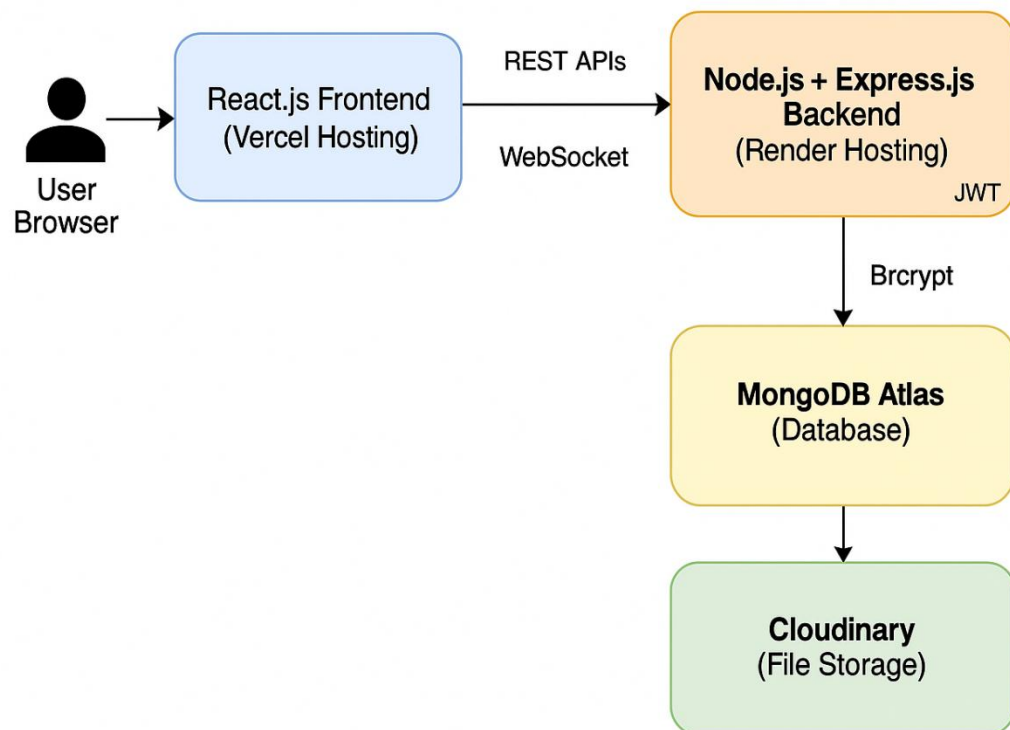 User
Browser
React.js Frontend
(Vercel Hosting)
REST APIs
WebSocket
Node.js + Express.js
Backend
(Render Hosting)
JWT
Brcrypt
MongoDB Atlas
(Database)
Cloudinary
(File Storage)